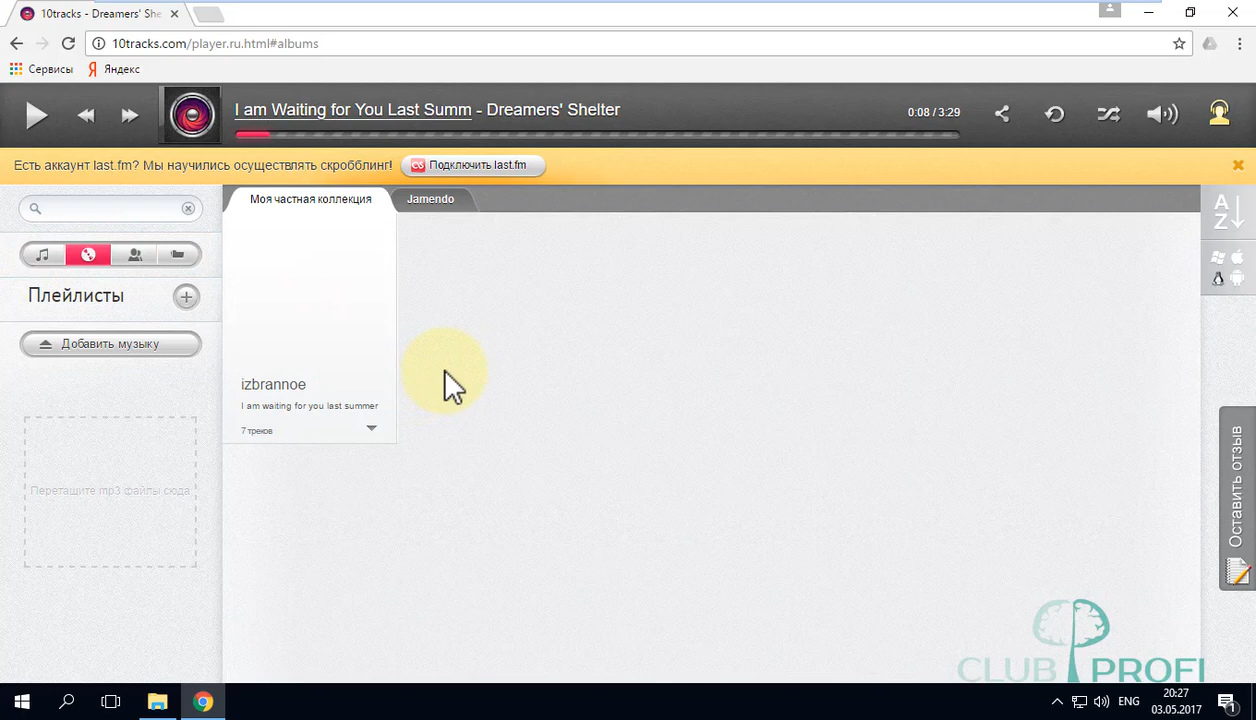 10tracks - Dreamers' She
10tracks.com/player.ru.html#albums
Сервисы
Яндекс
I am Waiting for You Last Summ - Dreamers' Shelter
0:08 / 3:29
Есть аккаунт last.fm? Мы научились осуществлять скробблинг!
Подключить last.fm
Моя частная коллекция
Jamendo
A
Z
Плейлисты
Добавить музыку
izbrannoe
I am waiting for you last summer
7 треков
Перетащите mp3 файлы сюда
Оставить отзыв
CLUB PROFI
ENG
20:27
03.05.2017
1